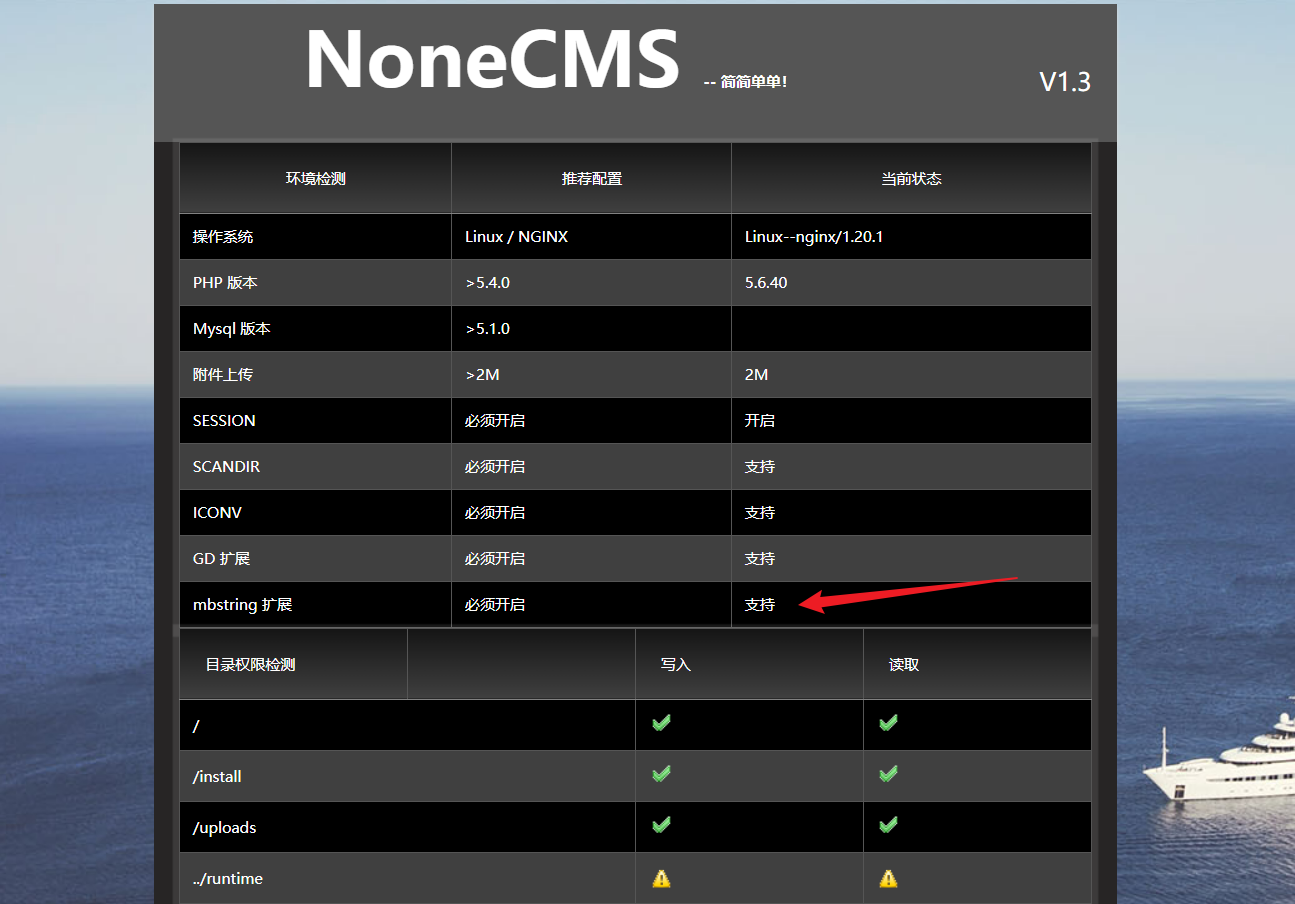 NoneCMS -- 简简单单! V1.3
环境检测 推荐配置 当前状态
操作系统 Linux / NGINX Linux--nginx/1.20.1
PHP 版本 >5.4.0 5.6.40
Mysql 版本 >5.1.0
附件上传 >2M 2M
SESSION 必须开启 开启
SCANDIR 必须开启 支持
ICONV 必须开启 支持
GD 扩展 必须开启 支持
mbstring 扩展 必须开启 支持
目录权限检测 写入 读取
/
/install
/uploads
../runtime